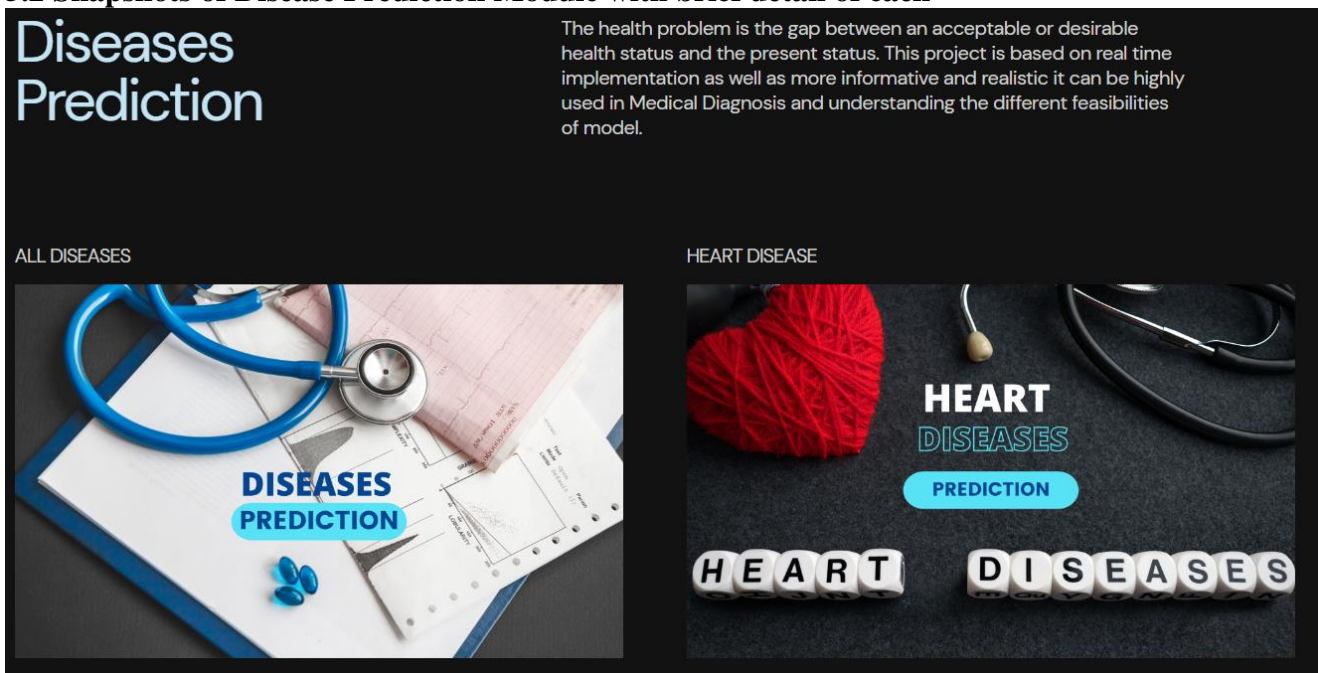 Diseases
Prediction
The health problem is the gap between an acceptable or desirable
health status and the present status. This project is based on real time
implementation as well as more informative and realistic it can be highly
used in Medical Diagnosis and understanding the different feasibilities
of model.
ALL DISEASES
HEART DISEASE
DISEASES
PREDICTION
HEART
DISEASES
PREDICTION
HEART DISEASES